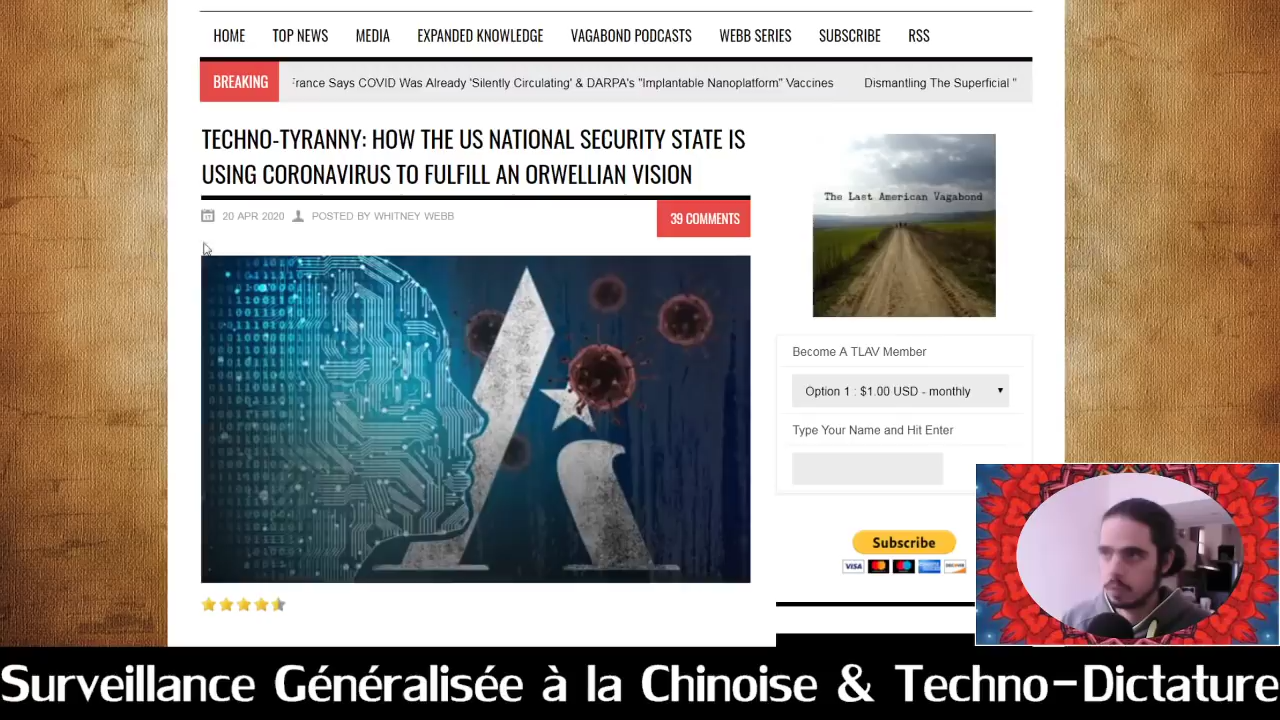 HOME TOP NEWS MEDIA EXPANDED KNOWLEDGE VAGABOND PODCASTS WEBB SERIES SUBSCRIBE RSS
BREAKING France Says COVID Was Already 'Silently Circulating' & DARPA's "Implantable Nanoplatform" Vaccines Dismantling The Superficial "
TECHNO-TYRANNY: HOW THE US NATIONAL SECURITY STATE IS
USING CORONAVIRUS TO FULFILL AN ORWELLIAN VISION
20 APR 2020 POSTED BY WHITNEY WEBB
39 COMMENTS
The Last American Vagabond
Become A TLAV Member
Option 1 : $1.00 USD - monthly
Type Your Name and Hit Enter
Subscribe
VISA
Surveillance Généralisée à la Chinoise & Techno-Dictature